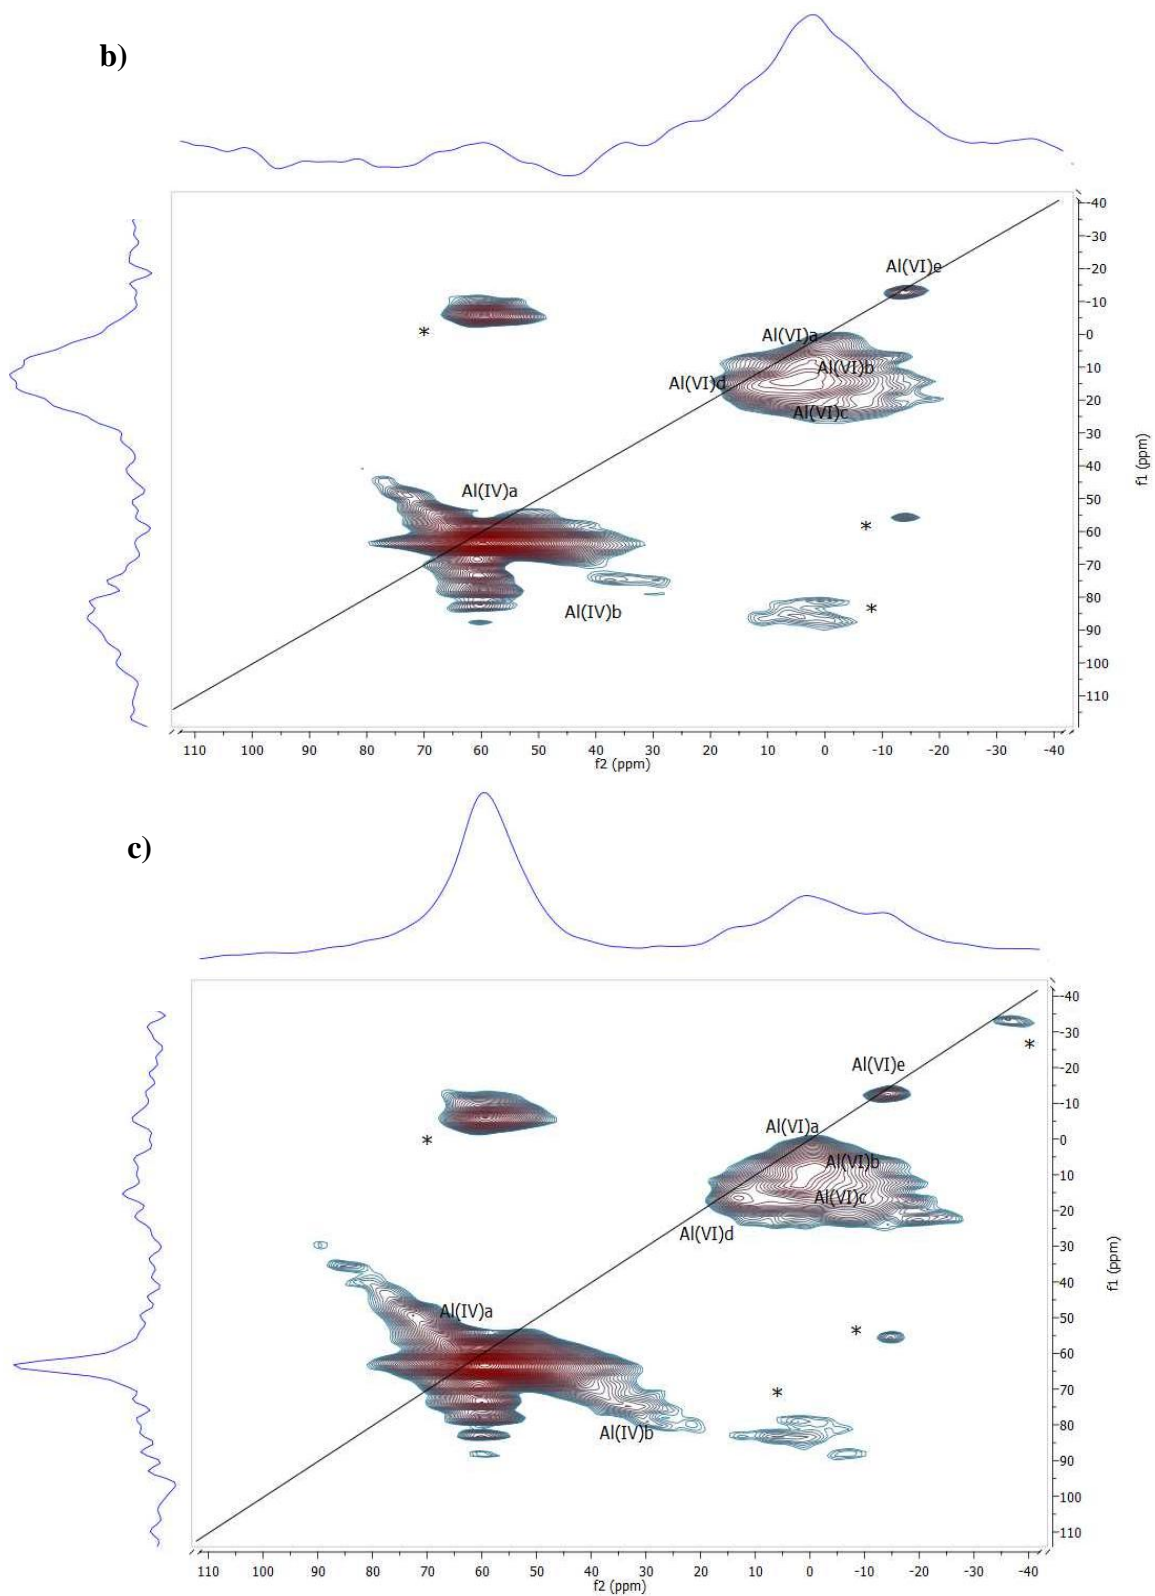 b)
-40
-30
-20
Al(VI)e
-10
*
Al(VI)a
0
Al(VI)b
10
Al(VI)d
Al(VI)c
20
30
f1 (ppm)
40
Al(IV)a
50
*
60
70
80
Al(IV)b
*
90
100
110
110 100 90 80 70 60 50 40 30 20 10 0 -10 -20 -30 -40
f2 (ppm)
c)
-40
-30
*
Al(VI)e
-20
-10
Al(VI)a
*
0
Al(VI)b
10
Al(VI)c
20
Al(VI)d
30
f1 (ppm)
40
Al(IV)a
50
*
60
*
70
80
Al(IV)b
90
100
110
110 100 90 80 70 60 50 40 30 20 10 0 -10 -20 -30 -40
f2 (ppm)